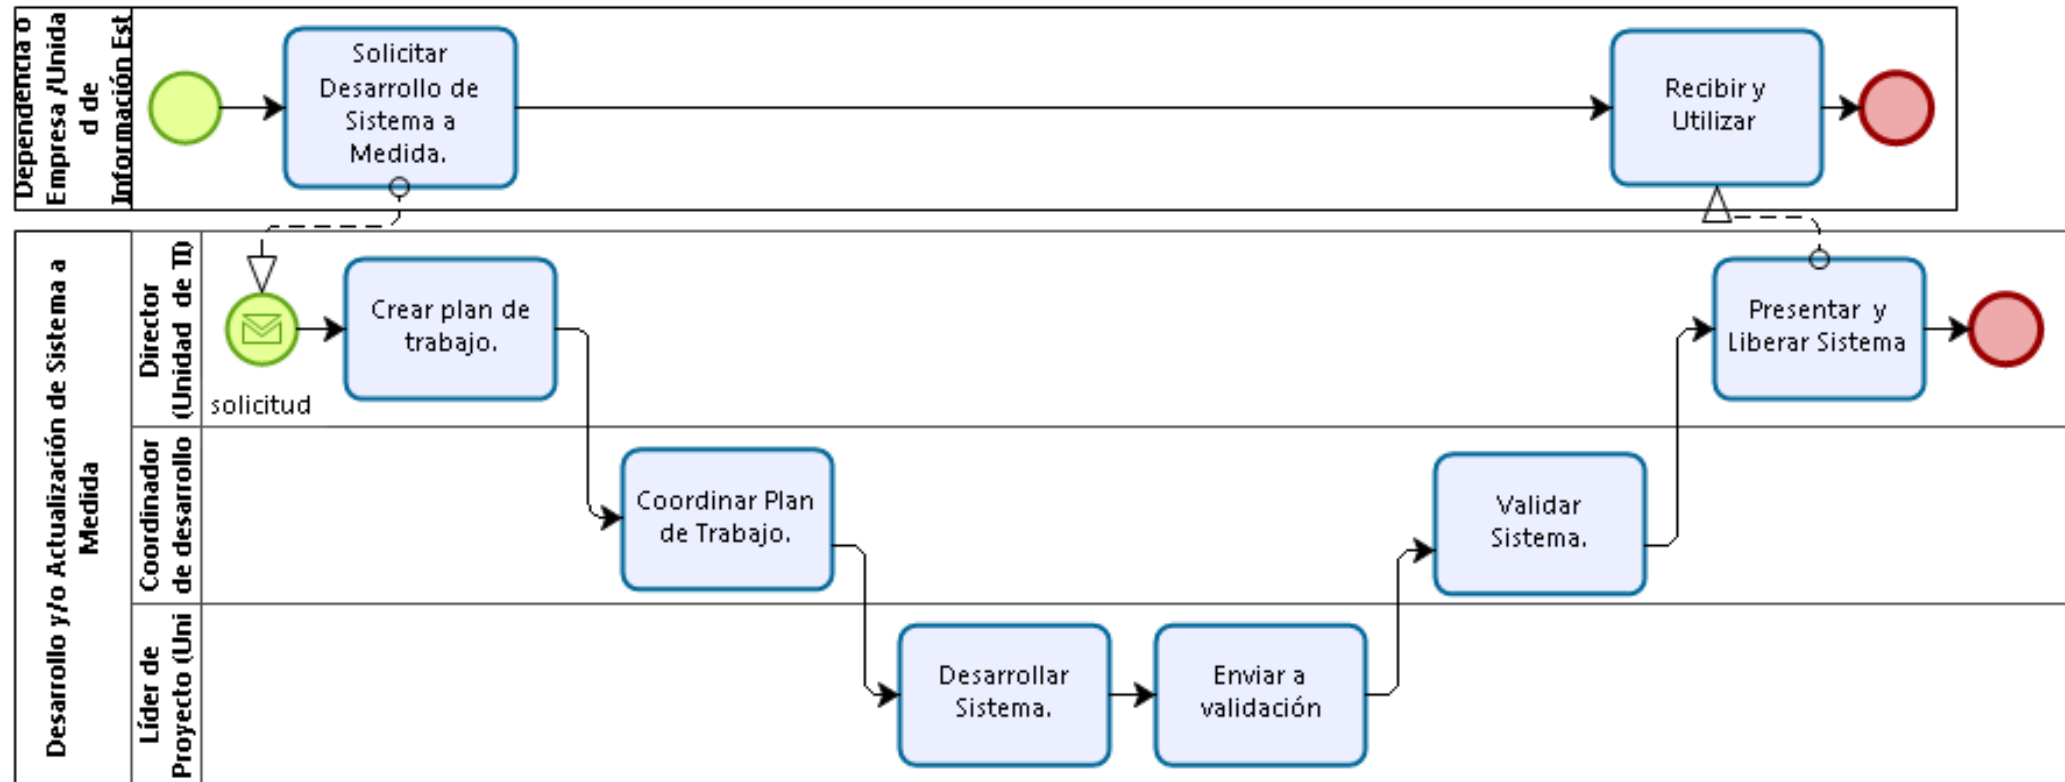 Dependencia o
Empresa /Unida
d de
Información Est
Solicitar
Desarrollo de
Sistema a
Medida.
Recibir y
Utilizar
Desarrollo y/o Actualización de Sistema a
Medida
Director
(Unidad de TI)
solicitud
Crear plan de
trabajo.
Presentar y
Liberar Sistema
Coordinador
de desarrollo
Coordinar Plan
de Trabajo.
Validar
Sistema.
Líder de
Proyecto (Uni
Desarrollar
Sistema.
Enviar a
validación